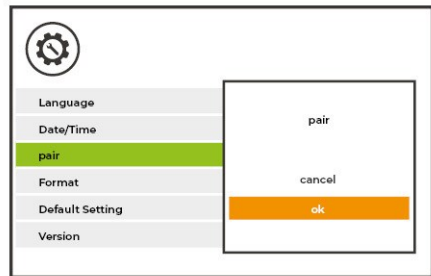 Language
Date/Time
pair
Format
Default Setting
Version
pair
cancel
ok